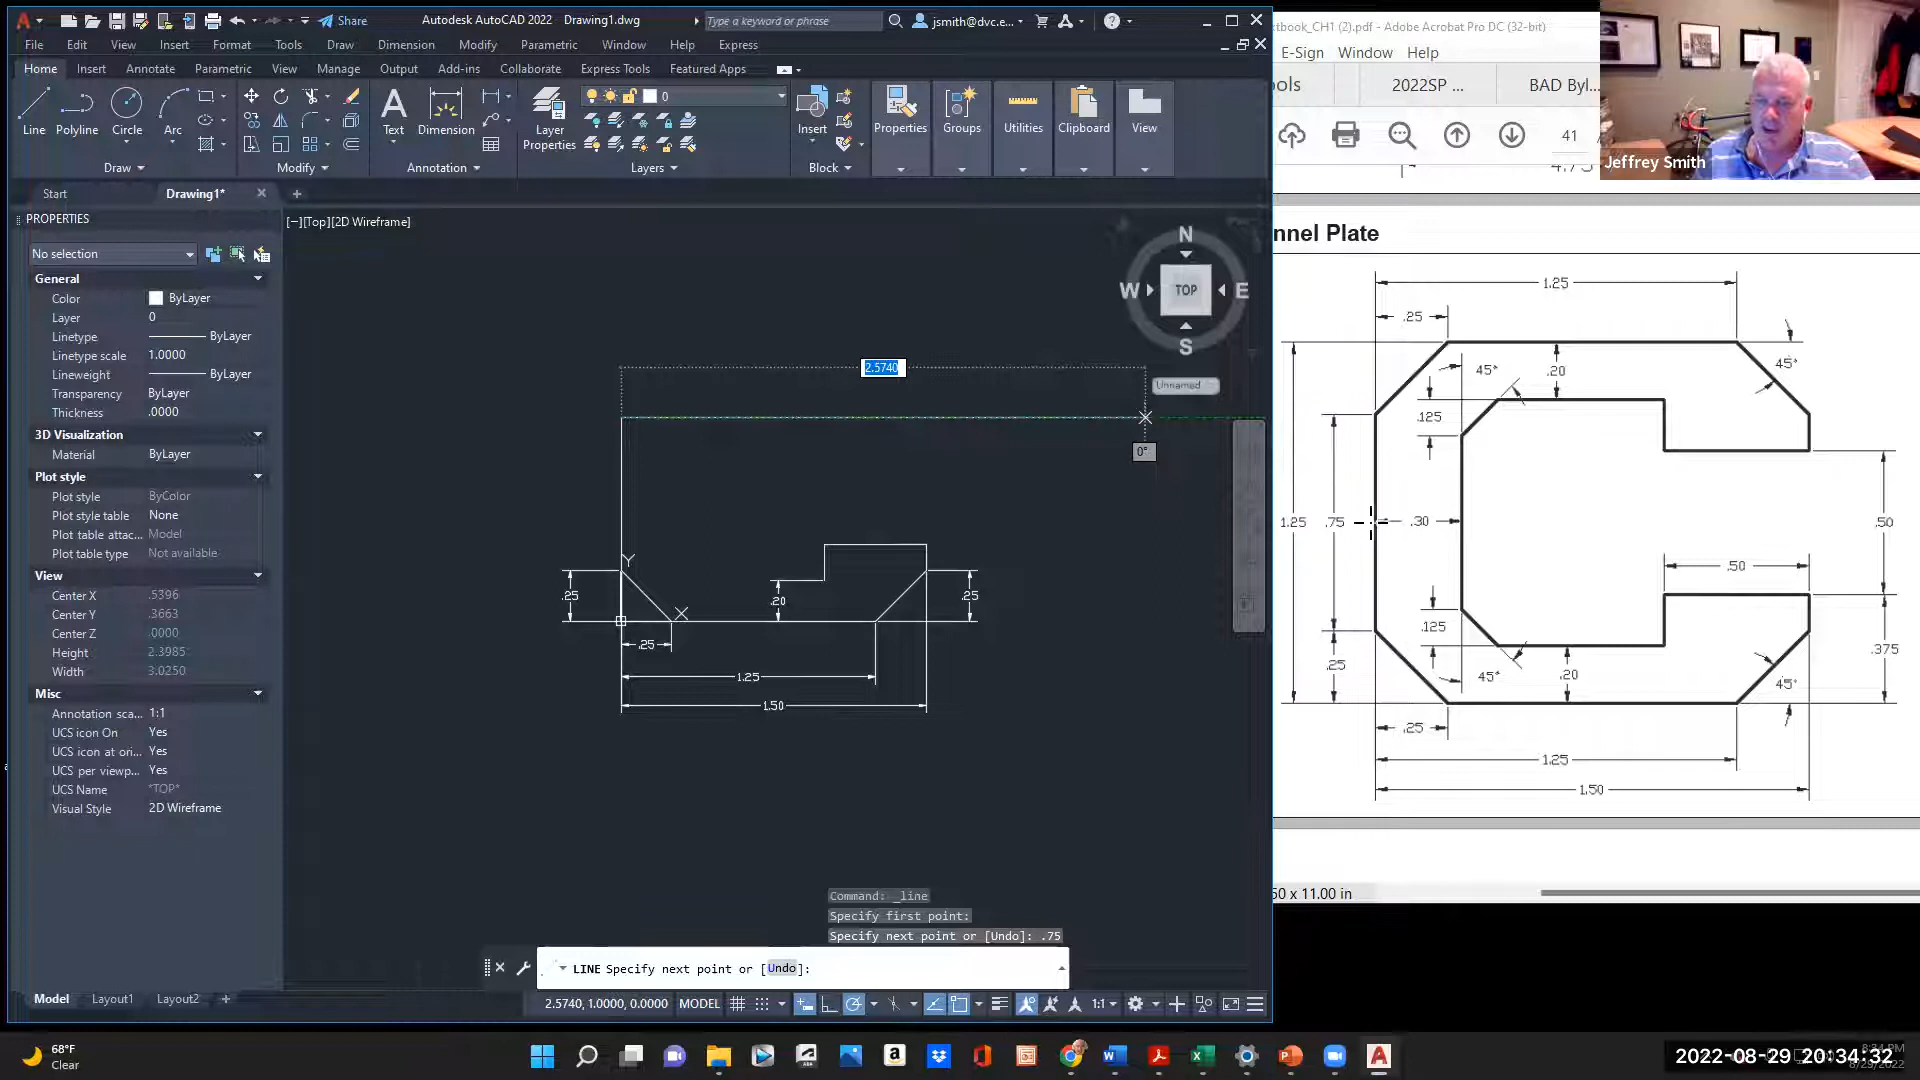 Share
Autodesk AutoCAD 2022
Drawing1.dwg
Type a keyword or phrase
jsmith@dvc.e...
File
Edit
View
Insert
Format
Tools
Draw
Dimension
Modify
Parametric
Window
Help
Express
Home
Insert
Annotate
Parametric
View
Manage
Output
Add-ins
Collaborate
Express Tools
Featured Apps
Line
Polyline
Circle
Arc
Text
Dimension
Layer
Properties
0
Insert
Properties
Groups
Utilities
Clipboard
View
Draw
Modify
Annotation
Layers
Block
Start
Drawing1*
PROPERTIES
No selection
General
Color ByLayer
Layer 0
Linetype ByLayer
Linetype scale 1.0000
Lineweight ByLayer
Transparency ByLayer
Thickness .0000
3D Visualization
Material ByLayer
Plot style
Plot style ByColor
Plot style table None
Plot table attac... Model
Plot table type Not available
View
Center X .5396
Center Y .3663
Center Z .0000
Height 2.3985
Width 3.0250
Misc
Annotation sca... 1:1
UCS icon On Yes
UCS icon at ori... Yes
UCS per viewp... Yes
UCS Name *TOP*
Visual Style 2D Wireframe
[−][Top][2D Wireframe]
N
W
TOP
E
S
Unnamed
2.5740
0°
Y
X
.25
.20
.25
.25
1.25
1.50
Command: _line
Specify first point:
Specify next point or [Undo]: .75
LINE Specify next point or [Undo]:
Model
Layout1
Layout2
2.5740, 1.0000, 0.0000
MODEL
1:1
tbook_CH1 (2).pdf - Adobe Acrobat Pro DC (32-bit)
E-Sign
Window
Help
ols
2022SP ...
BAD Byl...
41
Jeffrey Smith
nnel Plate
1.25
.25
45°
.20
45°
.125
1.25
.75
.30
.50
.50
.125
.25
45°
.20
45°
.375
.25
1.25
1.50
50 x 11.00 in
68°F
Clear
2022-08-29 20:34:32